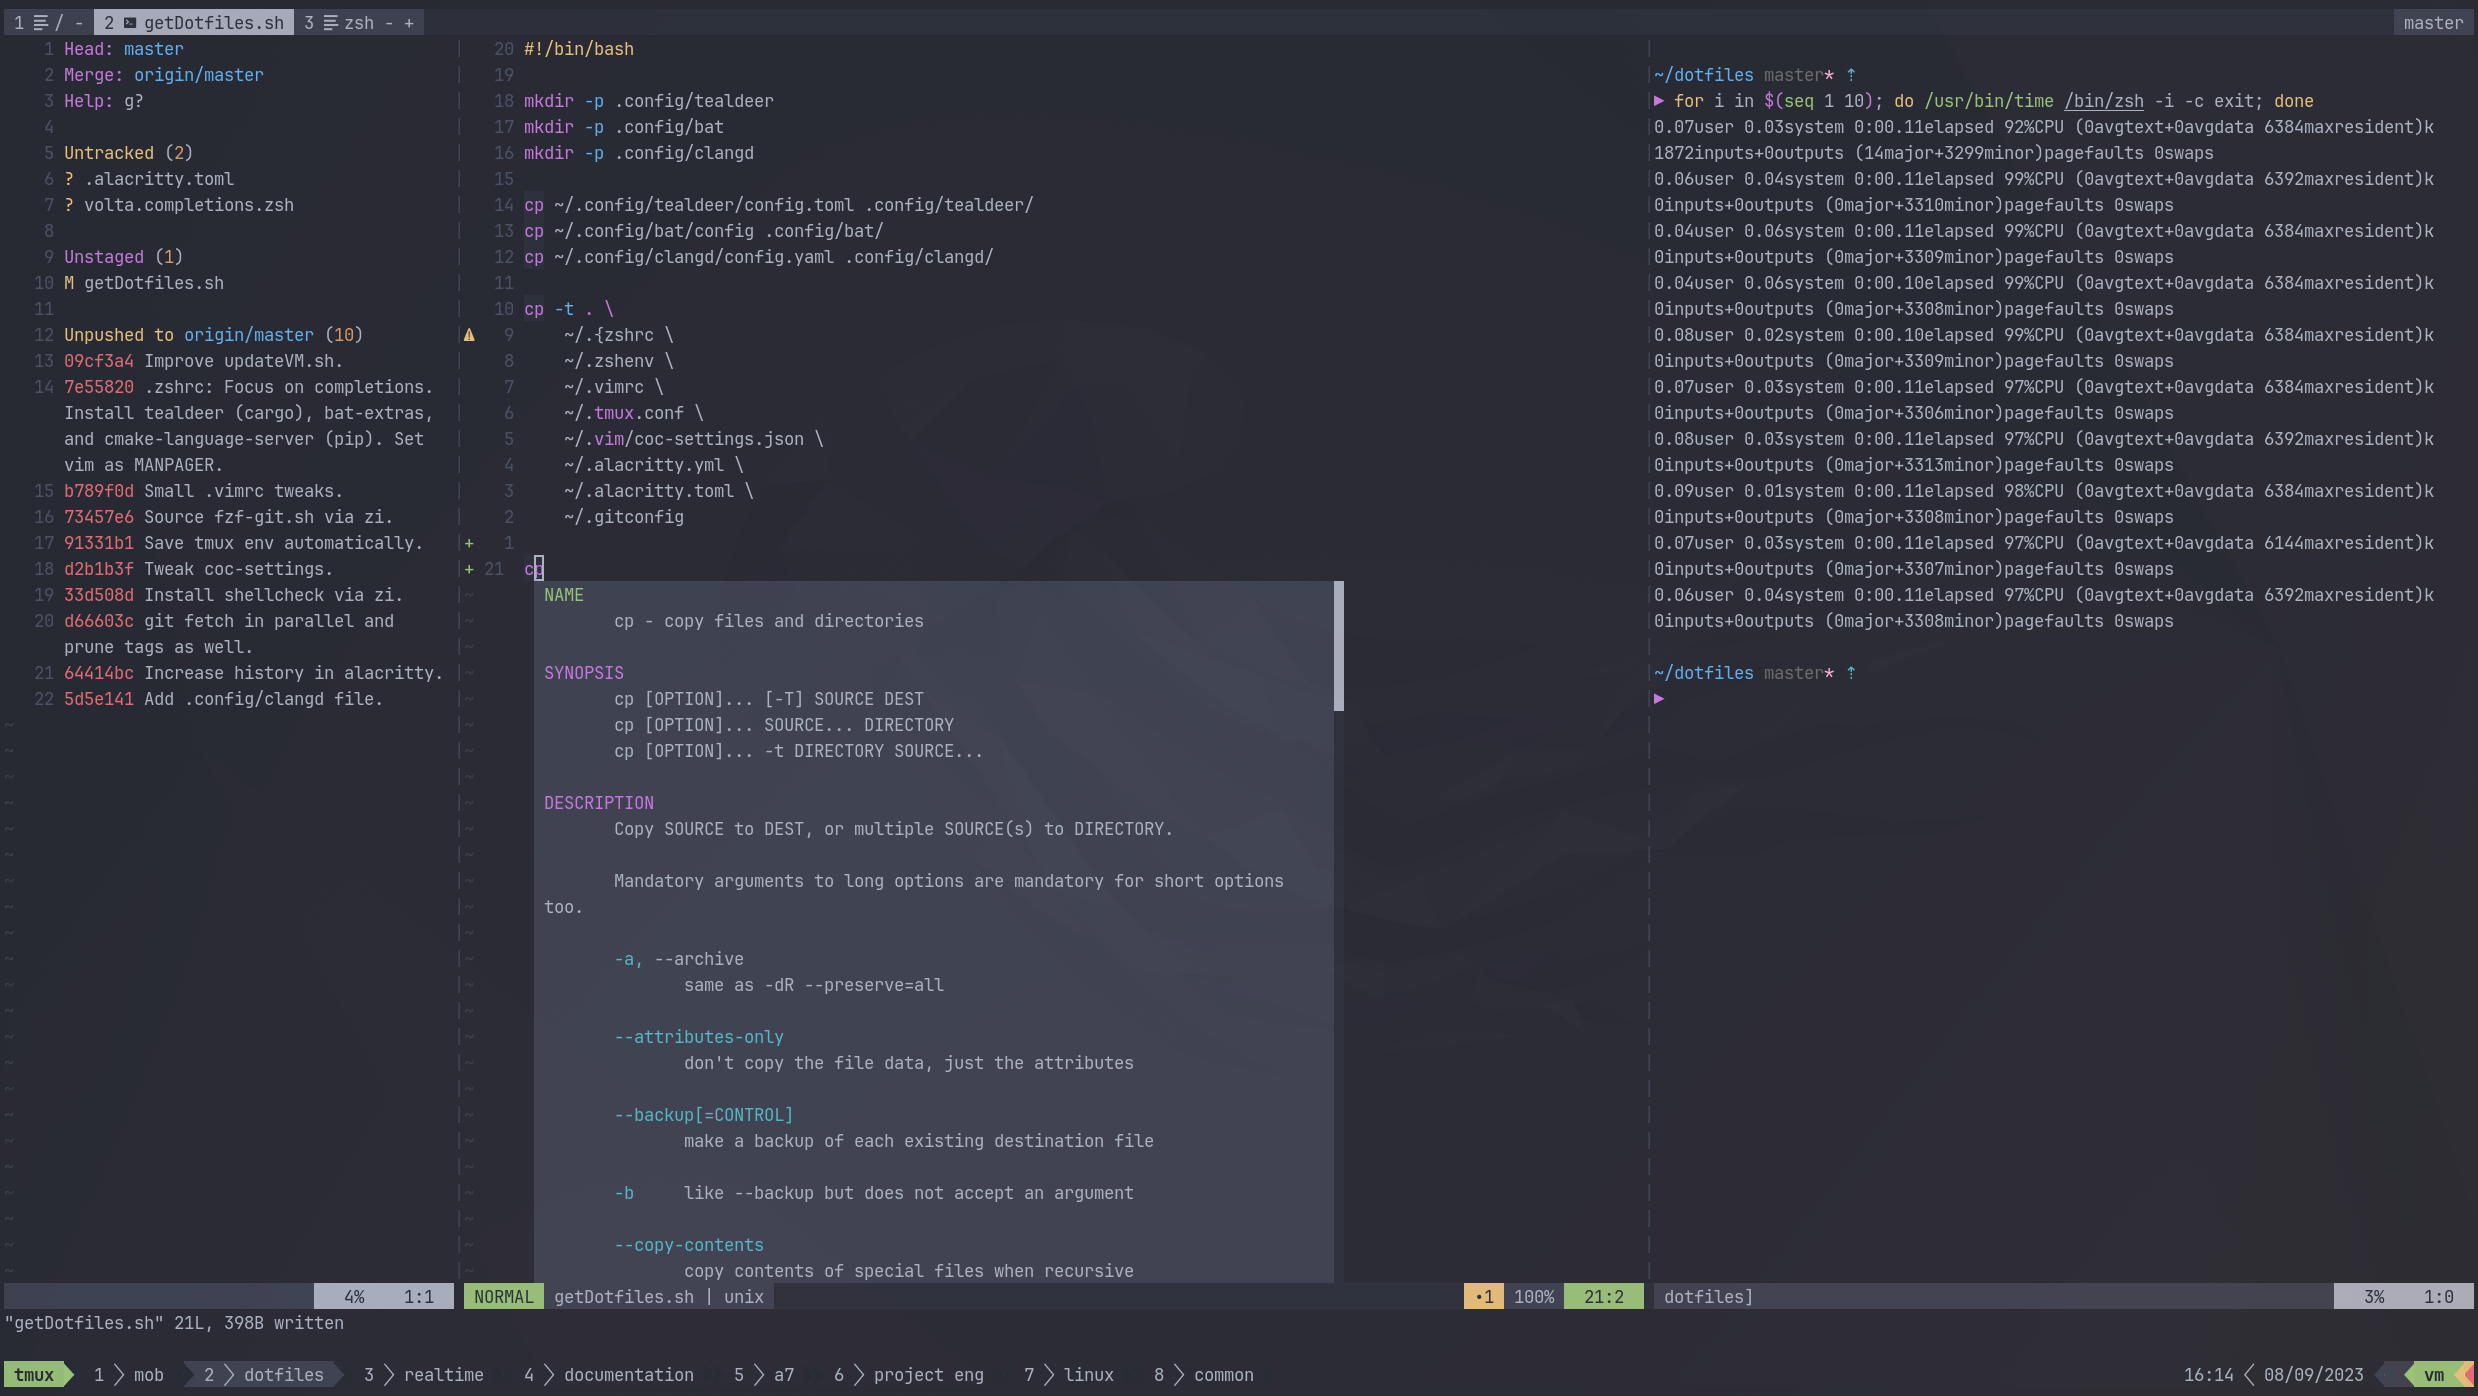 1 / - 2 getDotfiles.sh 3 zsh - + master
1 Head: master
2 Merge: origin/master
3 Help: g?
4
5 Untracked (2)
6 ? .alacritty.toml
7 ? volta.completions.zsh
8
9 Unstaged (1)
10 M getDotfiles.sh
11
12 Unpushed to origin/master (10)
13 09cf3a4 Improve updateVM.sh.
14 7e55820 .zshrc: Focus on completions.
Install tealdeer (cargo), bat-extras,
and cmake-language-server (pip). Set
vim as MANPAGER.
15 b789f0d Small .vimrc tweaks.
16 73457e6 Source fzf-git.sh via zi.
17 91331b1 Save tmux env automatically.
18 d2b1b3f Tweak coc-settings.
19 33d508d Install shellcheck via zi.
20 d66603c git fetch in parallel and
prune tags as well.
21 64414bc Increase history in alacritty.
22 5d5e141 Add .config/clangd file.
20 #!/bin/bash
19
18 mkdir -p .config/tealdeer
17 mkdir -p .config/bat
16 mkdir -p .config/clangd
15
14 cp ~/.config/tealdeer/config.toml .config/tealdeer/
13 cp ~/.config/bat/config .config/bat/
12 cp ~/.config/clangd/config.yaml .config/clangd/
11
10 cp -t . \
9 ~/.{zshrc \
8 ~/.zshenv \
7 ~/.vimrc \
6 ~/.tmux.conf \
5 ~/.vim/coc-settings.json \
4 ~/.alacritty.yml \
3 ~/.alacritty.toml \
2 ~/.gitconfig
+ 1
+ 21 cp
NAME
cp - copy files and directories
SYNOPSIS
cp [OPTION]... [-T] SOURCE DEST
cp [OPTION]... SOURCE... DIRECTORY
cp [OPTION]... -t DIRECTORY SOURCE...
DESCRIPTION
Copy SOURCE to DEST, or multiple SOURCE(s) to DIRECTORY.
Mandatory arguments to long options are mandatory for short options
too.
-a, --archive
same as -dR --preserve=all
--attributes-only
don't copy the file data, just the attributes
--backup[=CONTROL]
make a backup of each existing destination file
-b like --backup but does not accept an argument
--copy-contents
copy contents of special files when recursive
~/dotfiles master* ⇡
▶ for i in $(seq 1 10); do /usr/bin/time /bin/zsh -i -c exit; done
0.07user 0.03system 0:00.11elapsed 92%CPU (0avgtext+0avgdata 6384maxresident)k
1872inputs+0outputs (14major+3299minor)pagefaults 0swaps
0.06user 0.04system 0:00.11elapsed 99%CPU (0avgtext+0avgdata 6392maxresident)k
0inputs+0outputs (0major+3310minor)pagefaults 0swaps
0.04user 0.06system 0:00.11elapsed 99%CPU (0avgtext+0avgdata 6384maxresident)k
0inputs+0outputs (0major+3309minor)pagefaults 0swaps
0.04user 0.06system 0:00.11elapsed 99%CPU (0avgtext+0avgdata 6384maxresident)k
0inputs+0outputs (0major+3308minor)pagefaults 0swaps
0.08user 0.02system 0:00.10elapsed 99%CPU (0avgtext+0avgdata 6384maxresident)k
0inputs+0outputs (0major+3309minor)pagefaults 0swaps
0.07user 0.03system 0:00.11elapsed 97%CPU (0avgtext+0avgdata 6384maxresident)k
0inputs+0outputs (0major+3306minor)pagefaults 0swaps
0.08user 0.03system 0:00.11elapsed 97%CPU (0avgtext+0avgdata 6392maxresident)k
0inputs+0outputs (0major+3313minor)pagefaults 0swaps
0.09user 0.01system 0:00.11elapsed 98%CPU (0avgtext+0avgdata 6384maxresident)k
0inputs+0outputs (0major+3308minor)pagefaults 0swaps
0.07user 0.03system 0:00.11elapsed 97%CPU (0avgtext+0avgdata 6144maxresident)k
0inputs+0outputs (0major+3307minor)pagefaults 0swaps
0.06user 0.04system 0:00.11elapsed 97%CPU (0avgtext+0avgdata 6392maxresident)k
0inputs+0outputs (0major+3308minor)pagefaults 0swaps
~/dotfiles master* ⇡
▶
4% 1:1 NORMAL getDotfiles.sh | unix •1 100% 21:2 dotfiles] 3% 1:0
"getDotfiles.sh" 21L, 398B written
tmux 1 mob 2 dotfiles 3 realtime 4 documentation 5 a7 6 project eng 7 linux 8 common 16:14 08/09/2023 vm